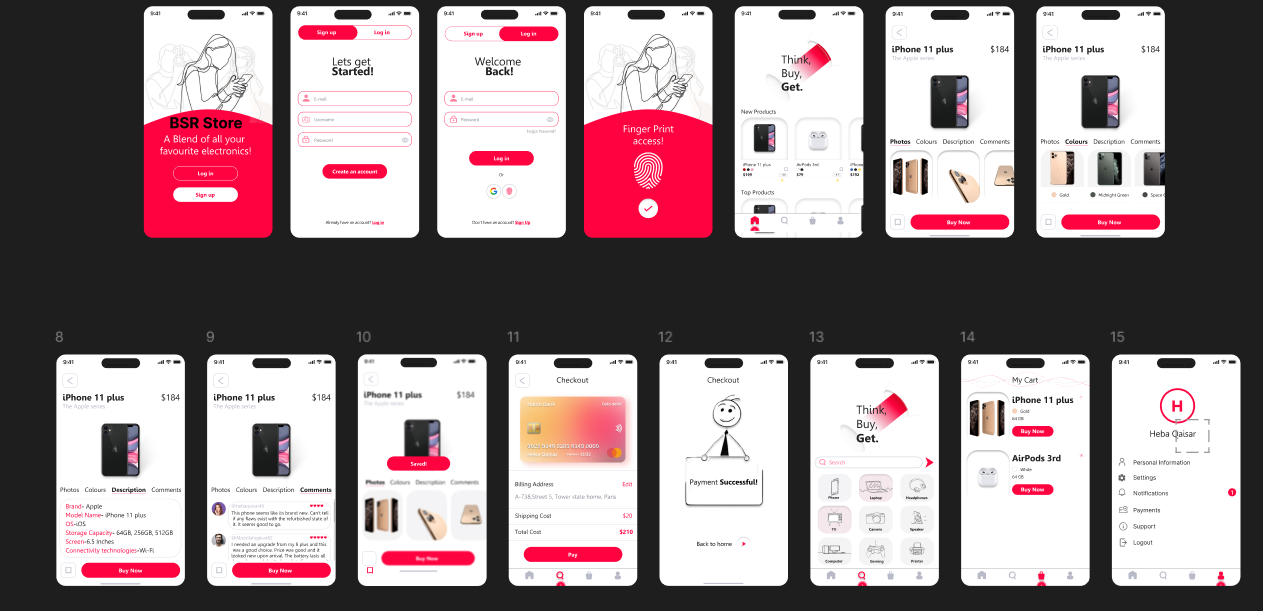 9:41
BSR Store
A Blend of all your
favourite electronics!
Log in
Sign up
9:41
Sign up
Log in
Lets get
Started!
E-mail
Username
Password
Create an account
Already have an account? Log in
9:41
Sign up
Log in
Welcome
Back!
E-mail
Password
Forgot Password?
Log in
Or
Don't have an account? Sign Up
9:41
Finger Print
access!
9:41
Think,
Buy,
Get.
New Products
iPhone 11 plus
AirPods 3rd
iPhone
$79
Top Products
9:41
iPhone 11 plus
$184
The Apple series
Photos Colours Description Comments
Buy Now
9:41
iPhone 11 plus
$184
The Apple series
Photos Colours Description Comments
Gold
Midnight Green
Space G
Buy Now
8
9:41
iPhone 11 plus
$184
The Apple series
Photos Colours Description Comments
Brand- Apple
Model Name- iPhone 11 plus
OS-iOS
Storage Capacity- 64GB, 256GB, 512GB
Screen-6.5 Inches
Connectivity technologies-Wi-Fi,
Buy Now
9
9:41
iPhone 11 plus
$184
The Apple series
Photos Colours Description Comments
This phone seems like its brand new. Can't tell
if any flaws exist with the refurbished state of
it. It seems good to go.
I needed an upgrade from my 8 plus and this
was a good choice. Price was good and it
looked new upon arrival. The battery lasts all
Buy Now
10
9:41
iPhone 11 plus
$184
The Apple series
Saved!
Photos Colours Description Comments
Buy Now
11
9:41
Checkout
Billing Address
Edit
A-738,Street 5, Tower state home, Paris
Shipping Cost
$20
Total Cost
$210
Pay
12
9:41
Checkout
Payment Successful!
Back to home
13
9:41
Think,
Buy,
Get.
Search
Phone
Laptop
Headphones
TV
Camera
Speaker
Computer
Gaming
Printer
14
9:41
My Cart
iPhone 11 plus
Gold
64 GB
Buy Now
AirPods 3rd
White
64 GB
Buy Now
15
9:41
H
Heba Qaisar
Personal Information
Settings
Notifications
1
Payments
Support
Logout